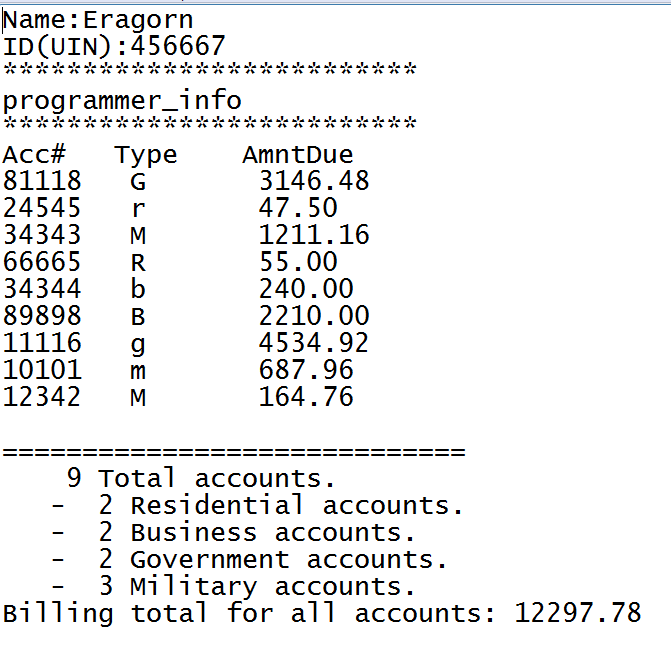 Name:Eragorn
ID(UIN):456667
**************************
programmer_info
**************************
Acc#   Type    AmntDue
81118   G       3146.48
24545   r       47.50
34343   M       1211.16
66665   R       55.00
34344   b       240.00
89898   B       2210.00
11116   g       4534.92
10101   m       687.96
12342   M       164.76
=============================
    9 Total accounts.
   -  2 Residential accounts.
   -  2 Business accounts.
   -  2 Government accounts.
   -  3 Military accounts.
Billing total for all accounts: 12297.78